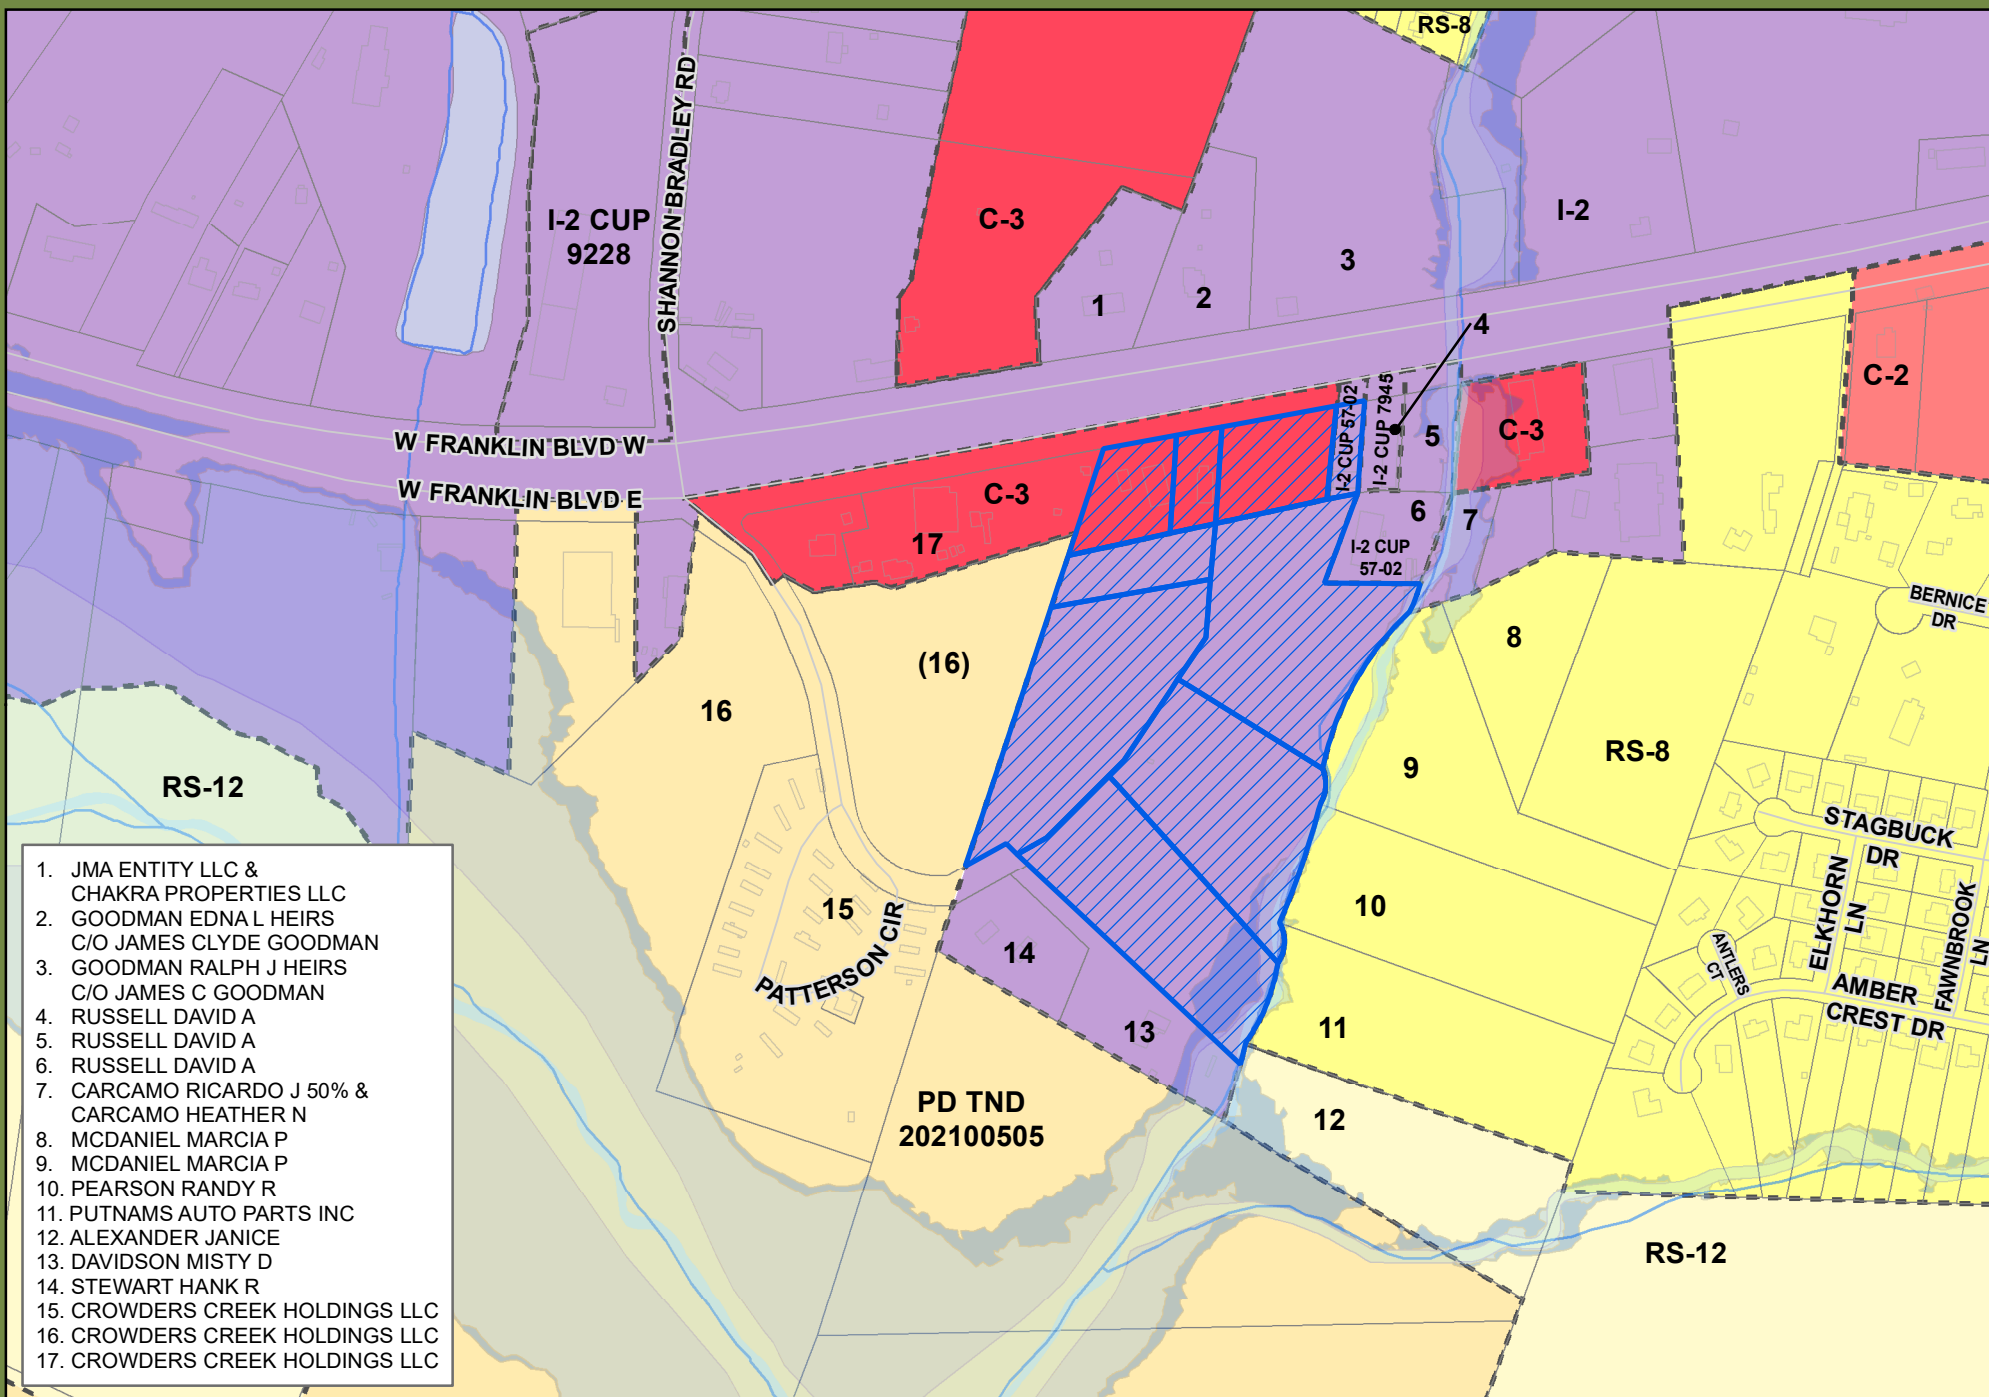 RS-8
SHANNON BRADLEY RD
I-2 CUP
9228
C-3
I-2
3
1
2
4
C-2
W FRANKLIN BLVD W
I-2 CUP 57-02
I-2 CUP 7945
5
C-3
W FRANKLIN BLVD E
C-3
17
6
7
I-2 CUP
57-02
BERNICE
DR
8
(16)
16
RS-8
9
RS-12
STAGBUCK
DR
ELKHORN
LN
FAWNBROOK
LN
15
PATTERSON CIR
10
14
ANTLERS
CT
AMBER
CREST DR
13
11
PD TND
202100505
12
RS-12
1. JMA ENTITY LLC &
CHAKRA PROPERTIES LLC
2. GOODMAN EDNA L HEIRS
C/O JAMES CLYDE GOODMAN
3. GOODMAN RALPH J HEIRS
C/O JAMES C GOODMAN
4. RUSSELL DAVID A
5. RUSSELL DAVID A
6. RUSSELL DAVID A
7. CARCAMO RICARDO J 50% &
CARCAMO HEATHER N
8. MCDANIEL MARCIA P
9. MCDANIEL MARCIA P
10. PEARSON RANDY R
11. PUTNAMS AUTO PARTS INC
12. ALEXANDER JANICE
13. DAVIDSON MISTY D
14. STEWART HANK R
15. CROWDERS CREEK HOLDINGS LLC
16. CROWDERS CREEK HOLDINGS LLC
17. CROWDERS CREEK HOLDINGS LLC